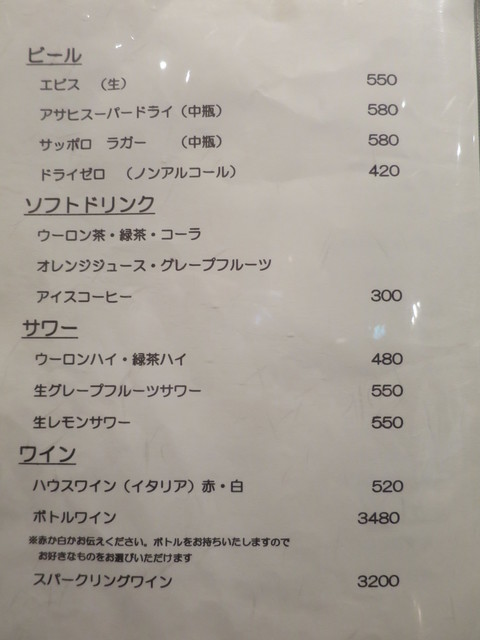 ビール
エビス （生） 550
アサヒスーパードライ（中瓶） 580
サッポロ ラガー （中瓶） 580
ドライゼロ （ノンアルコール） 420
ソフトドリンク
ウーロン茶・緑茶・コーラ
オレンジジュース・グレープフルーツ
アイスコーヒー 300
サワー
ウーロンハイ・緑茶ハイ 480
生グレープフルーツサワー 550
生レモンサワー 550
ワイン
ハウスワイン（イタリア）赤・白 520
ボトルワイン 3480
※赤か白かお伝えください。ボトルをお持ちいたしますので
お好きなものをお選びいただけます
スパークリングワイン 3200